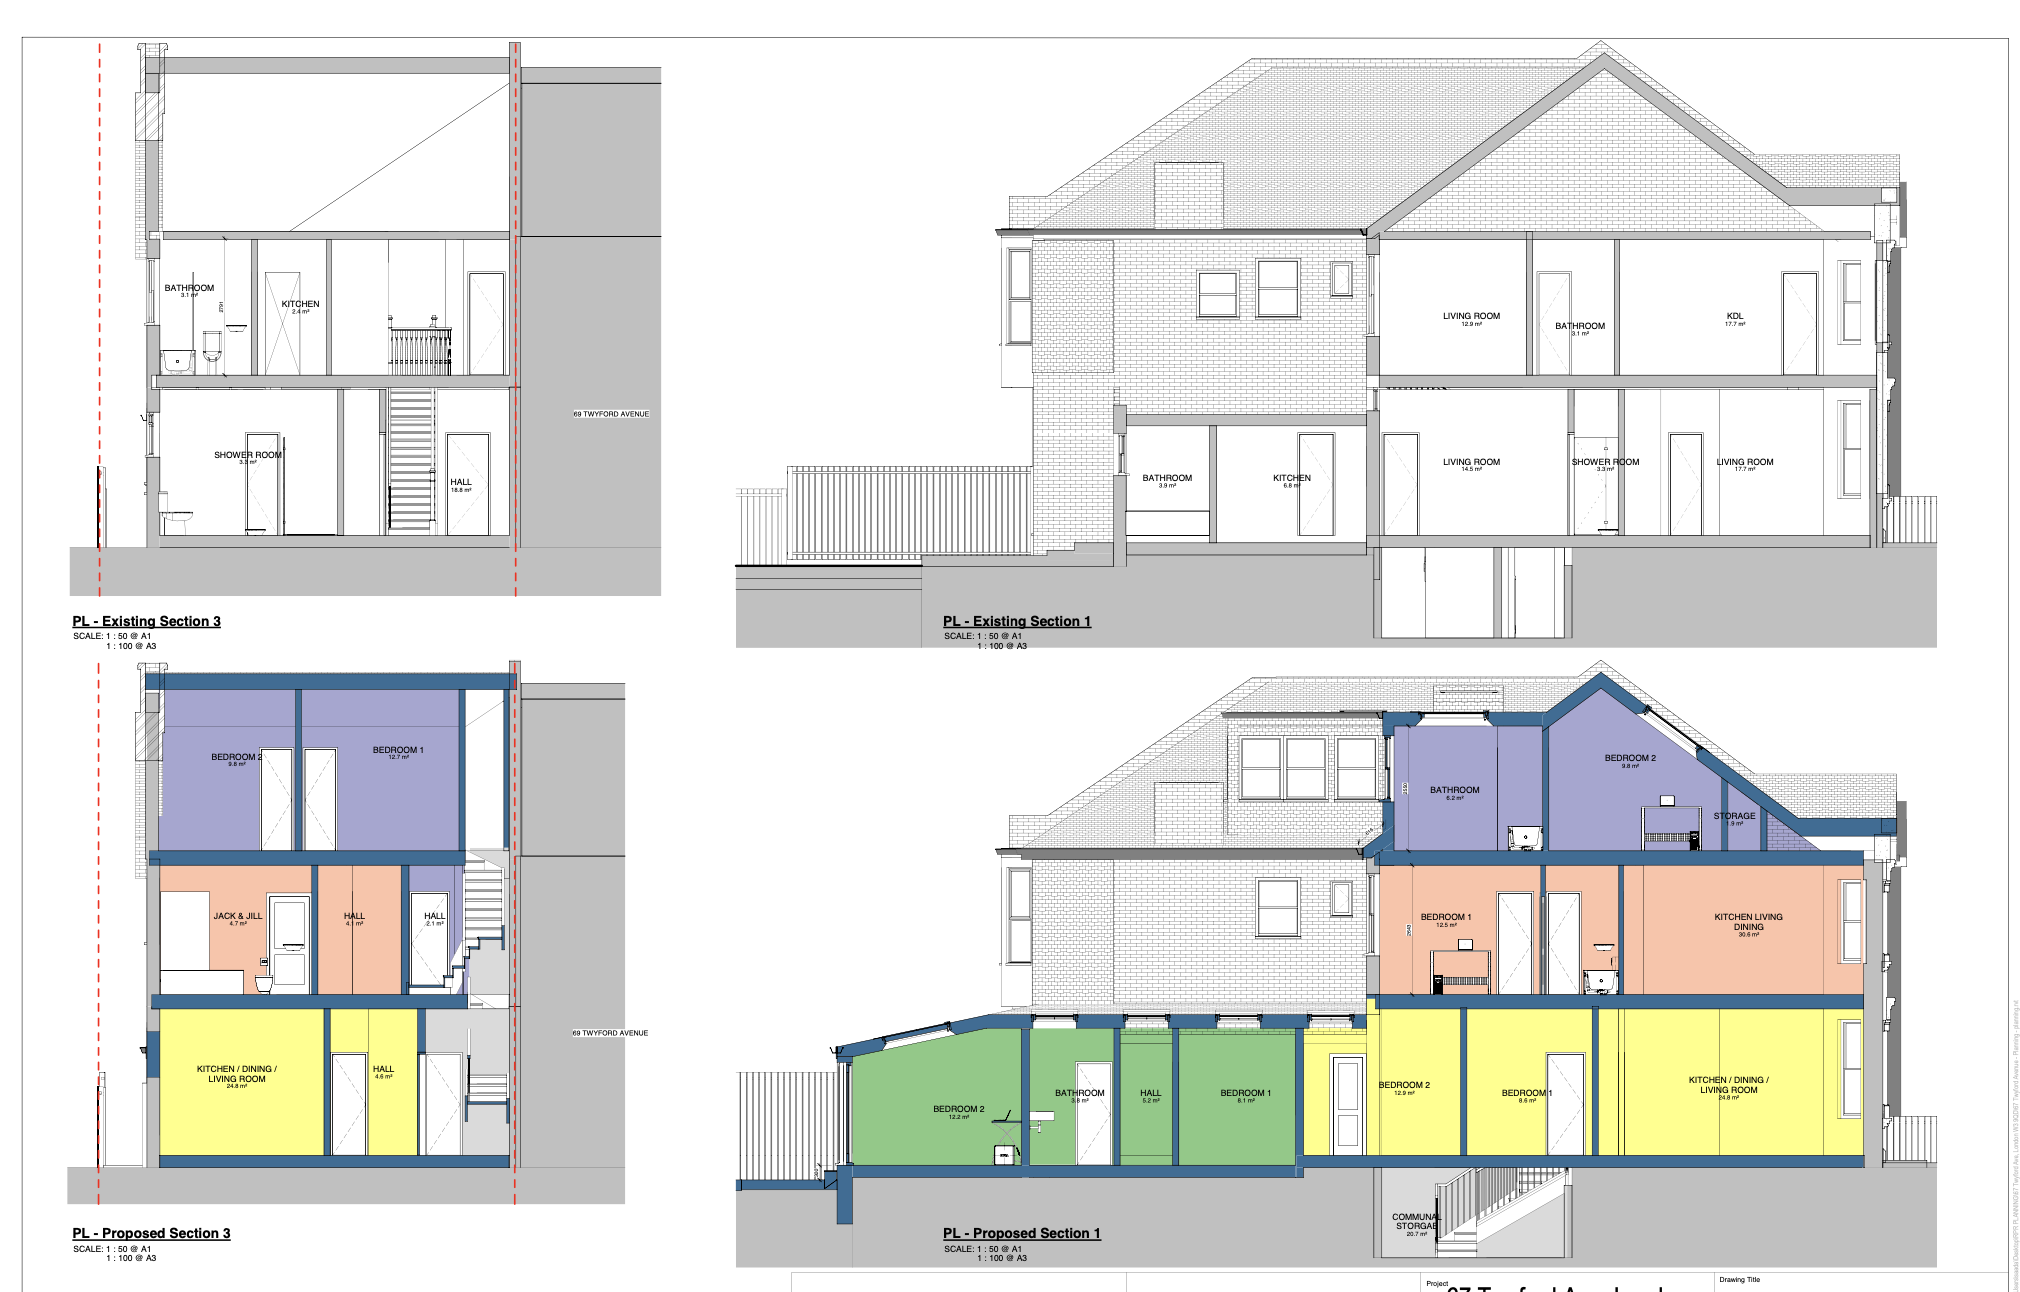 BATHROOM
3.1 m²
KITCHEN
2.4 m²
2791
SHOWER ROOM
3.3 m²
HALL
18.8 m²
69 TWYFORD AVENUE
PL - Existing Section 3
SCALE: 1 : 50 @ A1
1 : 100 @ A3
LIVING ROOM
12.9 m²
BATHROOM
3.1 m²
KDL
17.7 m²
BATHROOM
3.9 m²
KITCHEN
6.8 m²
LIVING ROOM
14.5 m²
SHOWER ROOM
3.3 m²
LIVING ROOM
17.7 m²
PL - Existing Section 1
SCALE: 1 : 50 @ A1
1 : 100 @ A3
BEDROOM 2
9.8 m²
BEDROOM 1
12.7 m²
JACK & JILL
4.7 m²
HALL
HALL
2.1 m²
KITCHEN / DINING /
LIVING ROOM
24.8 m²
HALL
4.6 m²
69 TWYFORD AVENUE
PL - Proposed Section 3
SCALE: 1 : 50 @ A1
1 : 100 @ A3
BATHROOM
6.2 m²
BEDROOM 2
9.8 m²
STORAGE
BEDROOM 1
12.5 m²
KITCHEN LIVING
DINING
30.6 m²
BEDROOM 2
12.2 m²
BATHROOM
HALL
5.2 m²
BEDROOM 1
8.1 m²
BEDROOM 2
12.9 m²
BEDROOM 1
8.6 m²
KITCHEN / DINING /
LIVING ROOM
24.8 m²
COMMUNAL
STORGAE
20.7 m²
PL - Proposed Section 1
SCALE: 1 : 50 @ A1
1 : 100 @ A3
Project
Drawing Title